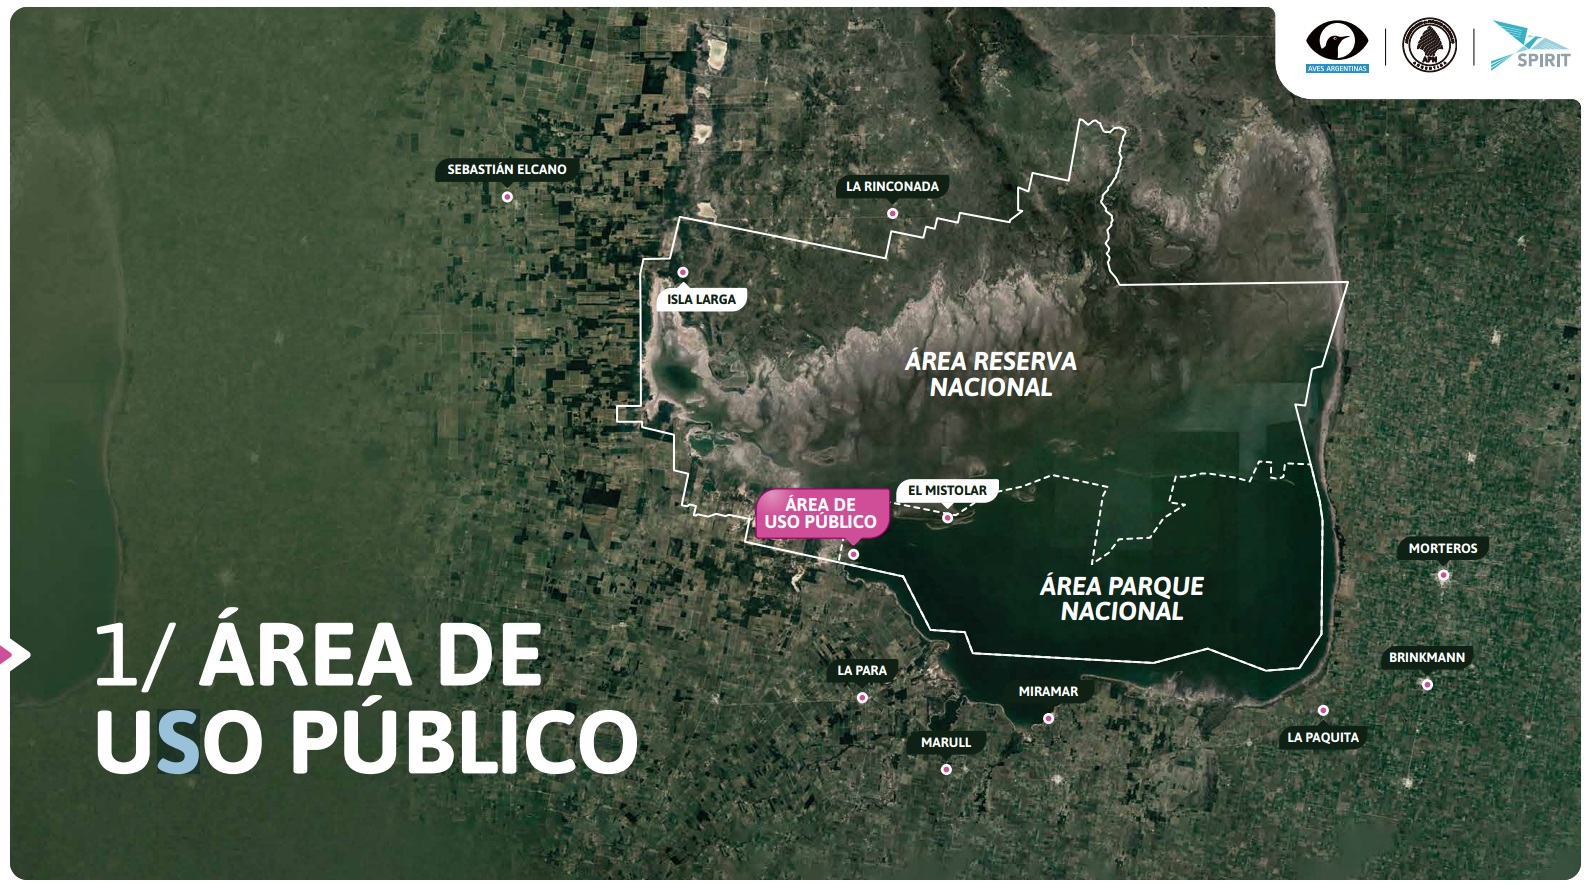 AVES ARGENTINAS
SPIRIT
SEBASTIÁN ELCANO
LA RINCONADA
ISLA LARGA
ÁREA RESERVA
NACIONAL
EL MISTOLAR
ÁREA DE
USO PÚBLICO
MORTEROS
ÁREA PARQUE
NACIONAL
1/ ÁREA DE
USO PÚBLICO
BRINKMANN
LA PARA
MIRAMAR
LA PAQUITA
MARULL